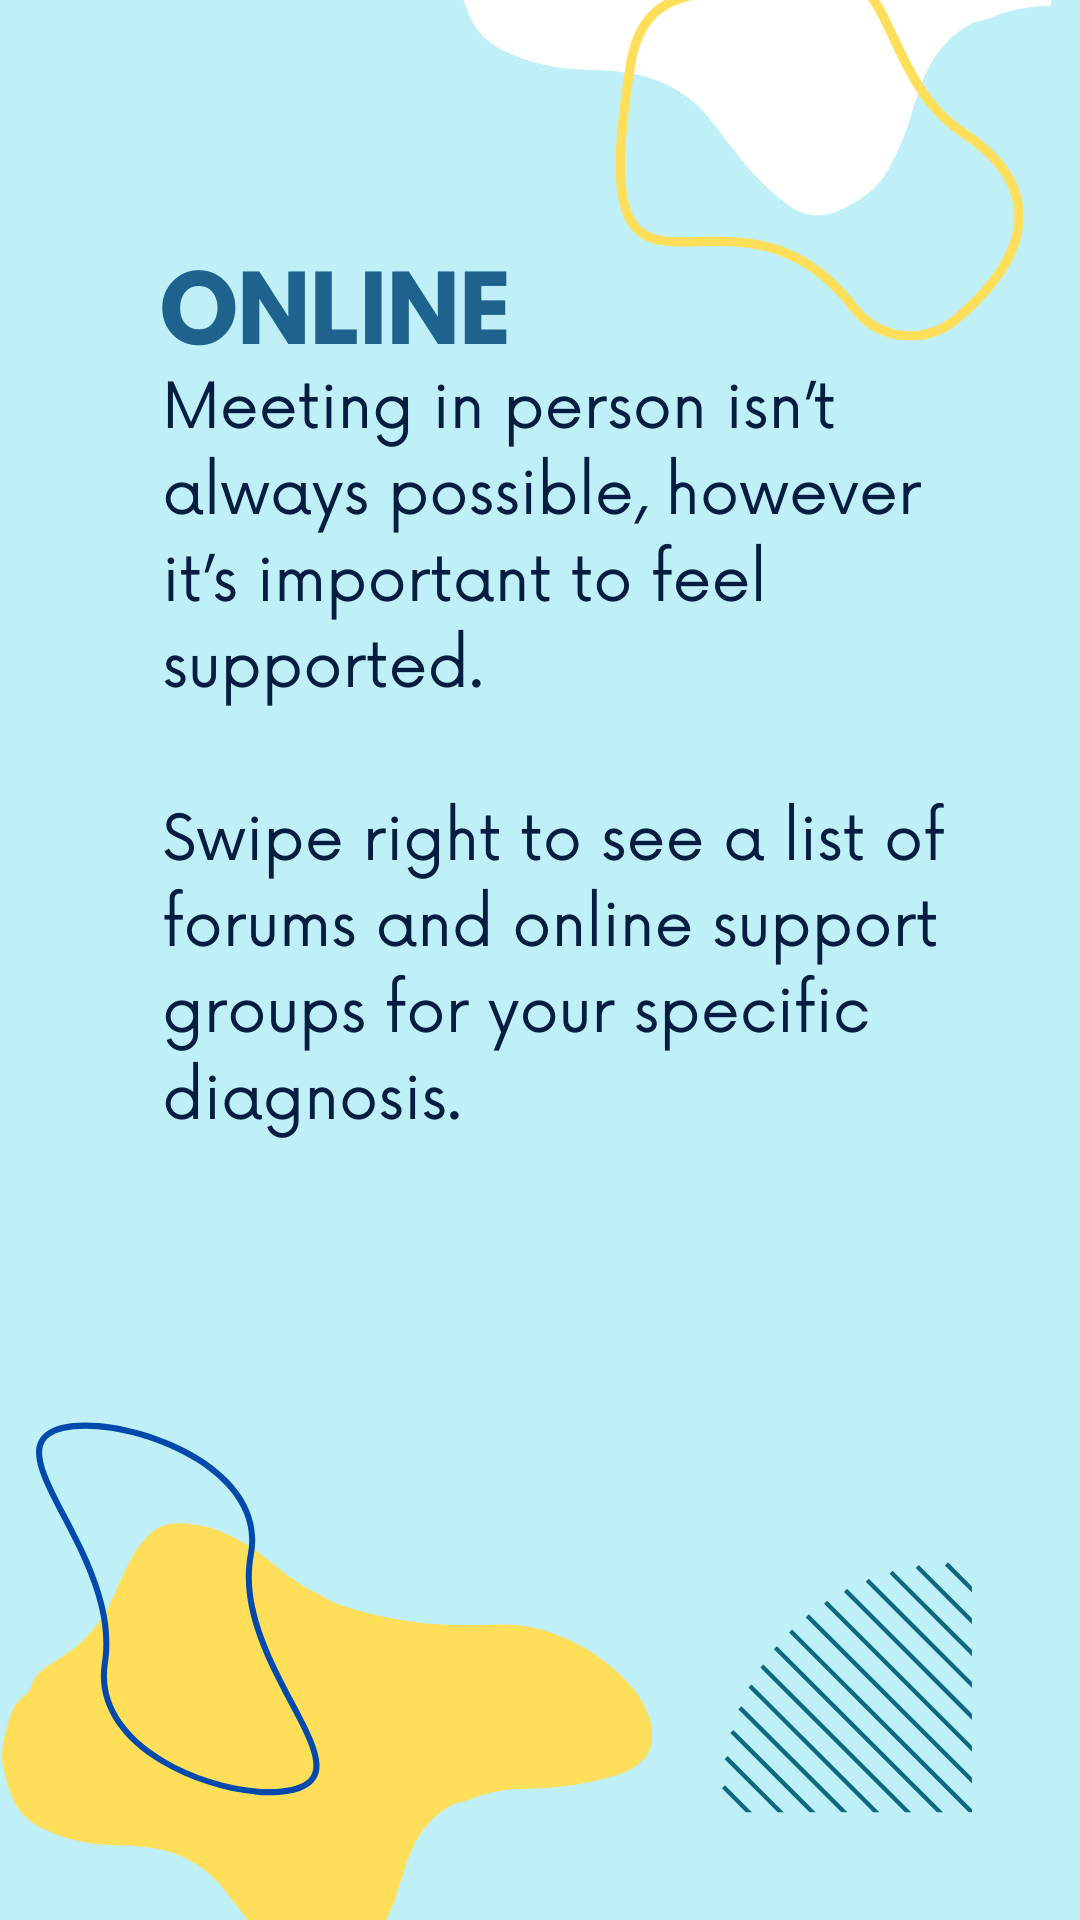 ONLINE
Meeting in person isn’t
always possible, however
it’s important to feel
supported.
Swipe right to see a list of
forums and online support
groups for your specific
diagnosis.